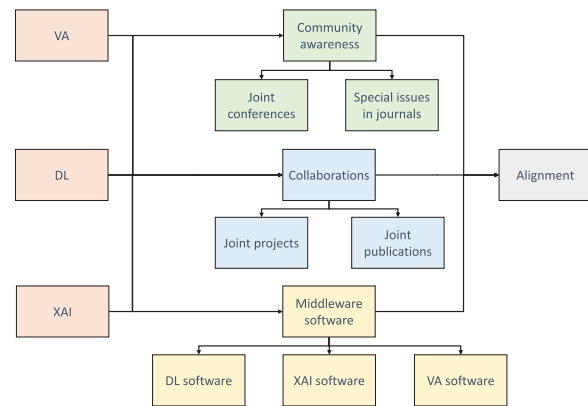 VA
Community
awareness
Joint
conferences
Special issues
in journals
DL
Collaborations
Alignment
Joint projects
Joint
publications
XAI
Middleware
software
DL software
XAI software
VA software